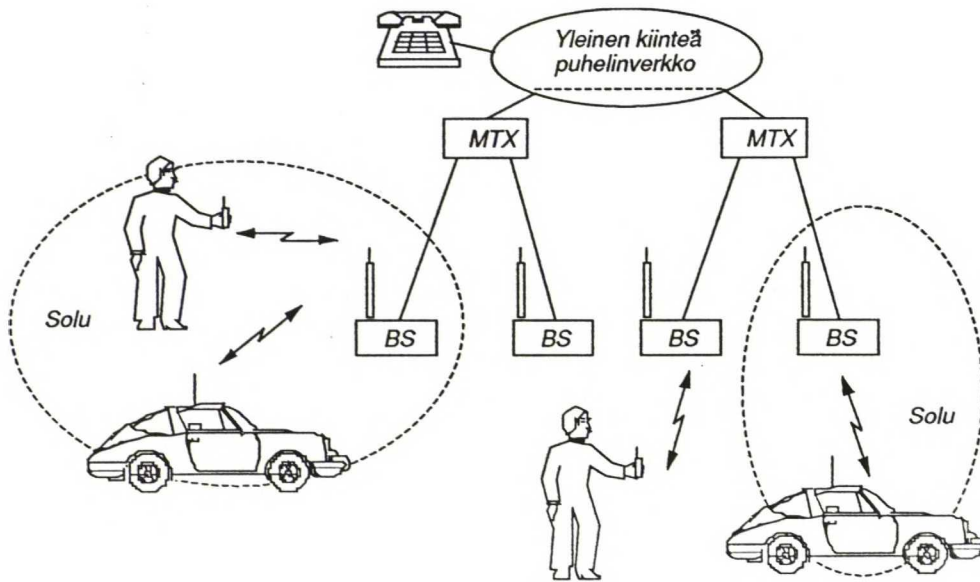 Yleinen kiinteä
puhelinverkko
MTX
MTX
Solu
BS
BS
BS
BS
Solu